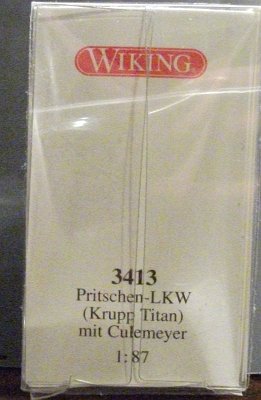 WIKING
3413
Pritschen-LKW
(Krupp Titan)
mit Culemeyer
1:87